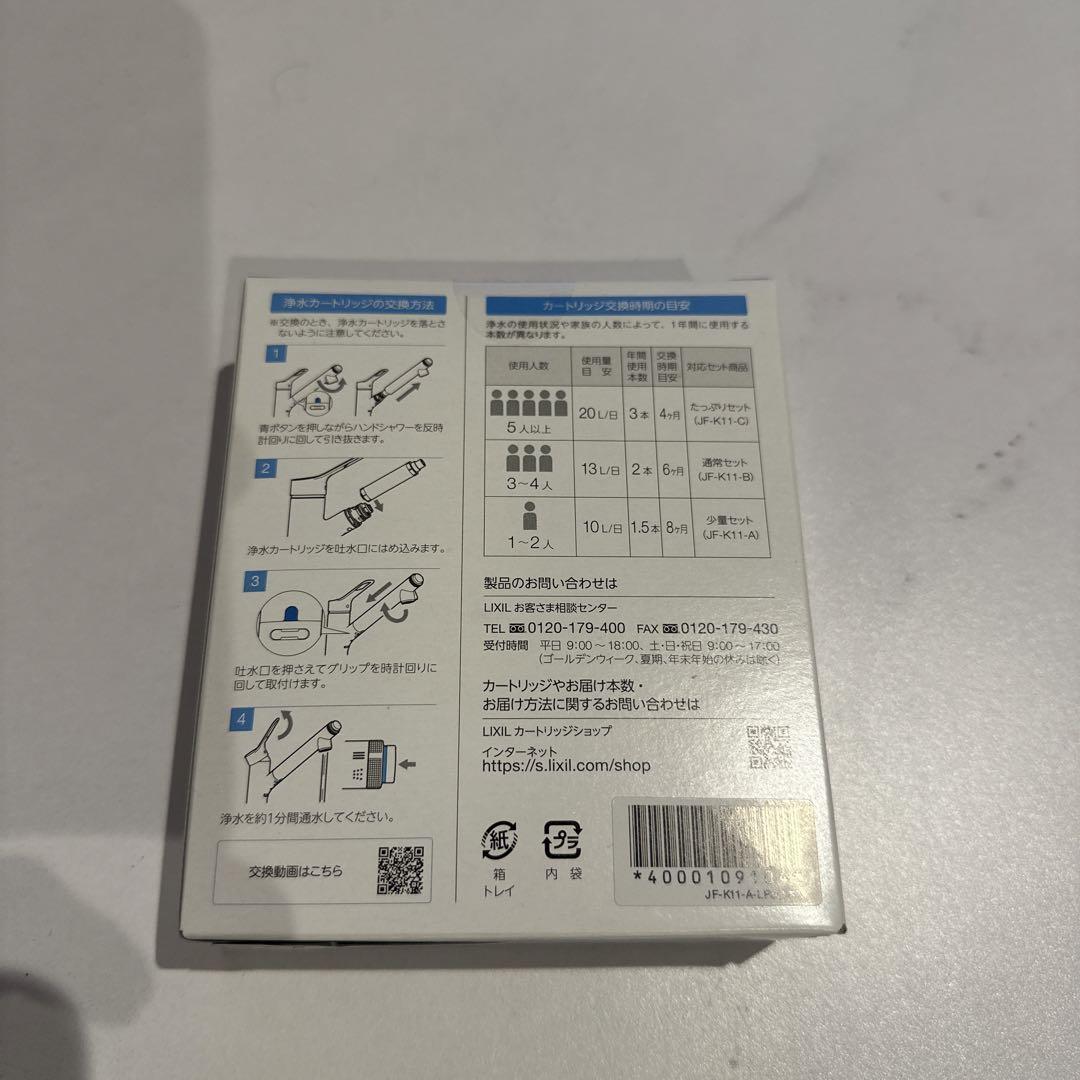 浄水カートリッジの交換方法
※交換のとき、浄水カートリッジを落とさ
ないように注意してください。
1
青ボタンを押しながらハンドシャワーを反時
計回りに回して引き抜きます。
2
浄水カートリッジを吐水口にはめ込みます。
3
吐水口を押さえてグリップを時計回りに
回して取付けます。
4
浄水を約1分間通水してください。
交換動画はこちら
カートリッジ交換時期の目安
浄水の使用状況や家族の人数によって、1年間に使用する
本数が異なります。
使用人数 使用量目安 年間使用本数 交換時期目安 対応セット商品
5人以上 20L/日 3本 4ヶ月 たっぷりセット(JF-K11-C)
3~4人 13L/日 2本 6ヶ月 通常セット(JF-K11-B)
1~2人 10L/日 1.5本 8ヶ月 少量セット(JF-K11-A)
製品のお問い合わせは
LIXIL お客さま相談センター
TEL 0120-179-400 FAX 0120-179-430
受付時間 平日 9:00~18:00、土・日・祝日 9:00~17:00
(ゴールデンウィーク、夏期、年末年始の休みは除く)
カートリッジやお届け本数・
お届け方法に関するお問い合わせは
LIXIL カートリッジショップ
インターネット
https://s.lixil.com/shop
紙
箱
トレイ
プラ
内袋